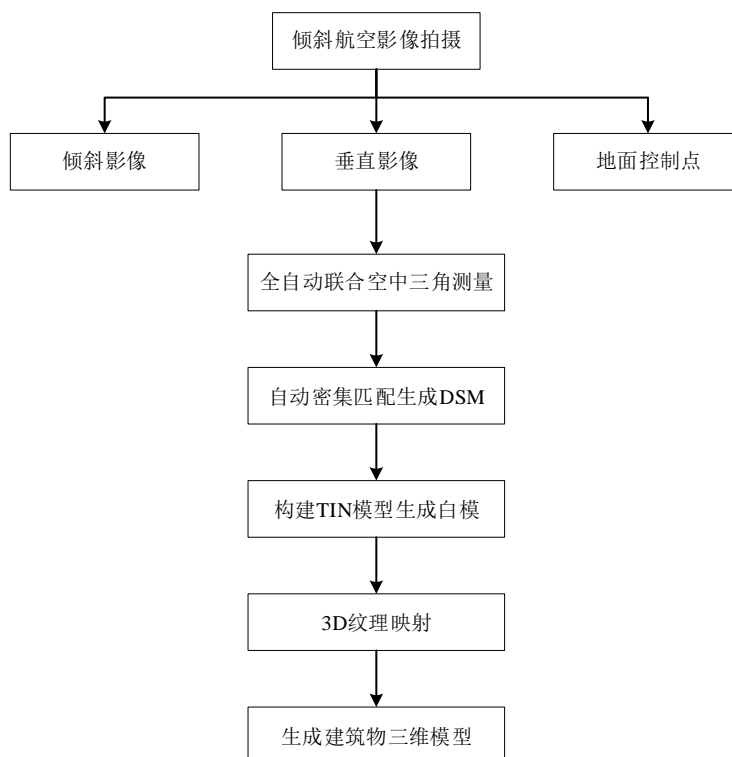 倾斜航空影像拍摄
倾斜影像
垂直影像
地面控制点
全自动联合空中三角测量
自动密集匹配生成DSM
构建TIN模型生成白模
3D纹理映射
生成建筑物三维模型